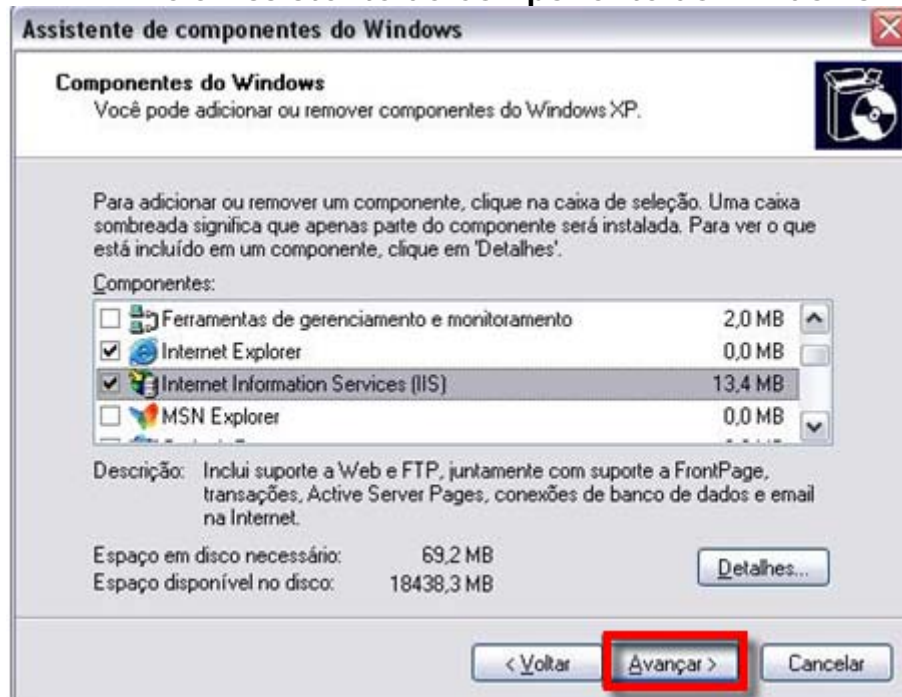 Assistente de componentes do Windows
Componentes do Windows
Você pode adicionar ou remover componentes do Windows XP.
Para adicionar ou remover um componente, clique na caixa de seleção. Uma caixa
sombreada significa que apenas parte do componente será instalada. Para ver o que
está incluído em um componente, clique em 'Detalhes'.
Componentes:
Ferramentas de gerenciamento e monitoramento 2,0 MB
Internet Explorer 0,0 MB
Internet Information Services (IIS) 13,4 MB
MSN Explorer 0,0 MB
Descrição: Inclui suporte a Web e FTP, juntamente com suporte a FrontPage,
transações, Active Server Pages, conexões de banco de dados e email
na Internet.
Espaço em disco necessário: 69,2 MB
Detalhes...
Espaço disponível no disco: 18438,3 MB
< Voltar Avançar > Cancelar